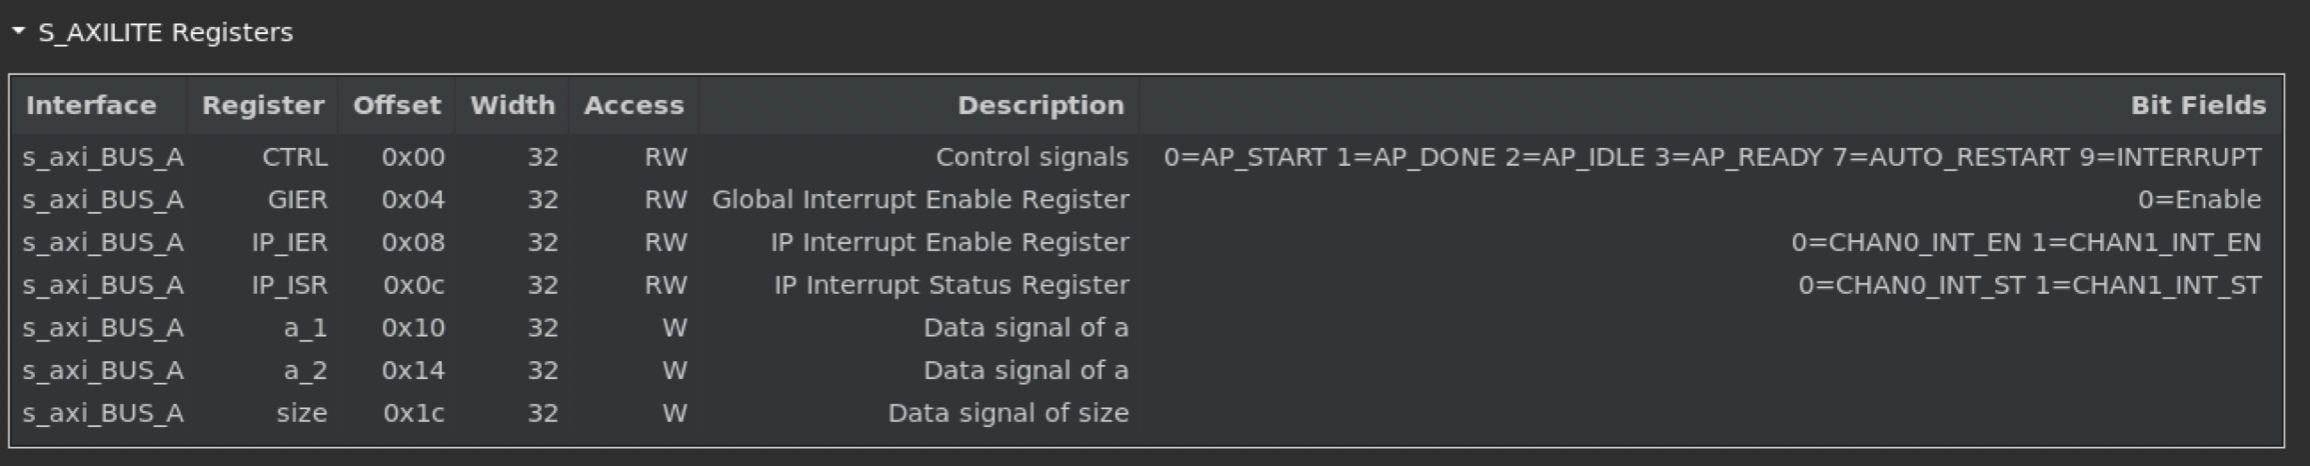 S_AXILITE Registers
Interface Register Offset Width Access Description Bit Fields
s_axi_BUS_A CTRL 0x00 32 RW Control signals 0=AP_START 1=AP_DONE 2=AP_IDLE 3=AP_READY 7=AUTO_RESTART 9=INTERRUPT
s_axi_BUS_A GIER 0x04 32 RW Global Interrupt Enable Register 0=Enable
s_axi_BUS_A IP_IER 0x08 32 RW IP Interrupt Enable Register 0=CHAN0_INT_EN 1=CHAN1_INT_EN
s_axi_BUS_A IP_ISR 0x0c 32 RW IP Interrupt Status Register 0=CHAN0_INT_ST 1=CHAN1_INT_ST
s_axi_BUS_A a_1 0x10 32 W Data signal of a
s_axi_BUS_A a_2 0x14 32 W Data signal of a
s_axi_BUS_A size 0x1c 32 W Data signal of size